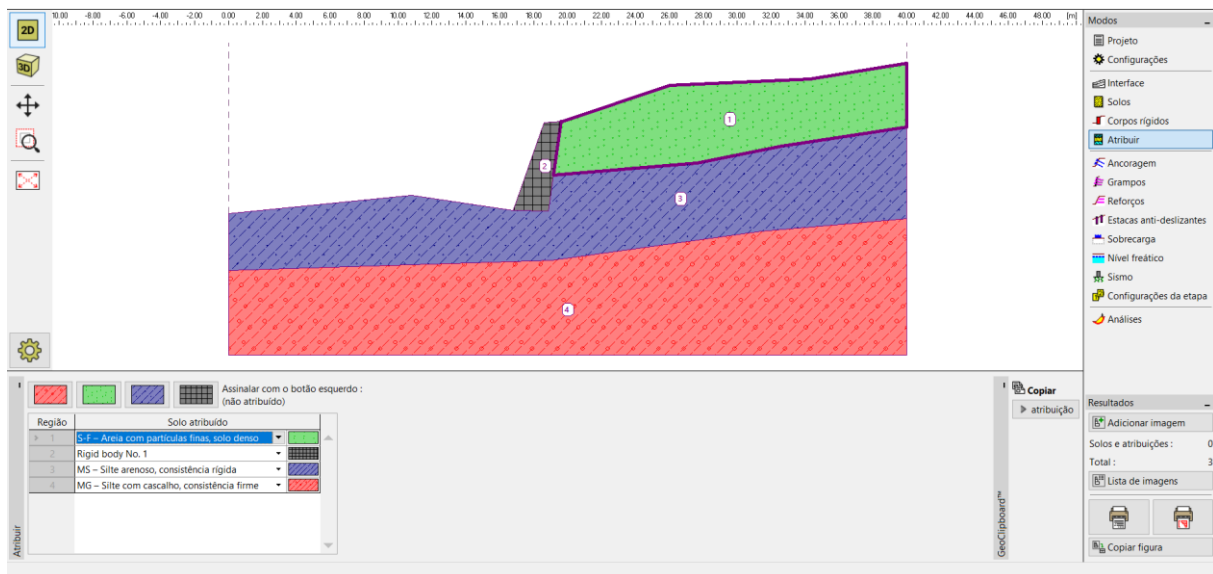 10.00 -8.00 -6.00 -4.00 -2.00 0.00 2.00 4.00 6.00 8.00 10.00 12.00 14.00 16.00 18.00 20.00 22.00 24.00 26.00 28.00 30.00 32.00 34.00 36.00 38.00 40.00 42.00 44.00 46.00 48.00 [m]
2D
3D
1
2
3
4
Modos
Projeto
Configurações
Interface
Solos
Corpos rígidos
Atribuir
Ancoragem
Grampos
Reforços
Estacas anti-deslizantes
Sobrecarga
Nível freático
Sismo
Configurações da etapa
Análises
Assinalar com o botão esquerdo :
(não atribuído)
Região Solo atribuído
1 S-F – Areia com partículas finas, solo denso
2 Rigid body No. 1
3 MS – Silte arenoso, consistência rígida
4 MG – Silte com cascalho, consistência firme
Atribuir
GeoClipboard™
Copiar
atribuição
Resultados
Adicionar imagem
Solos e atribuições : 0
Total : 3
Lista de imagens
Copiar figura